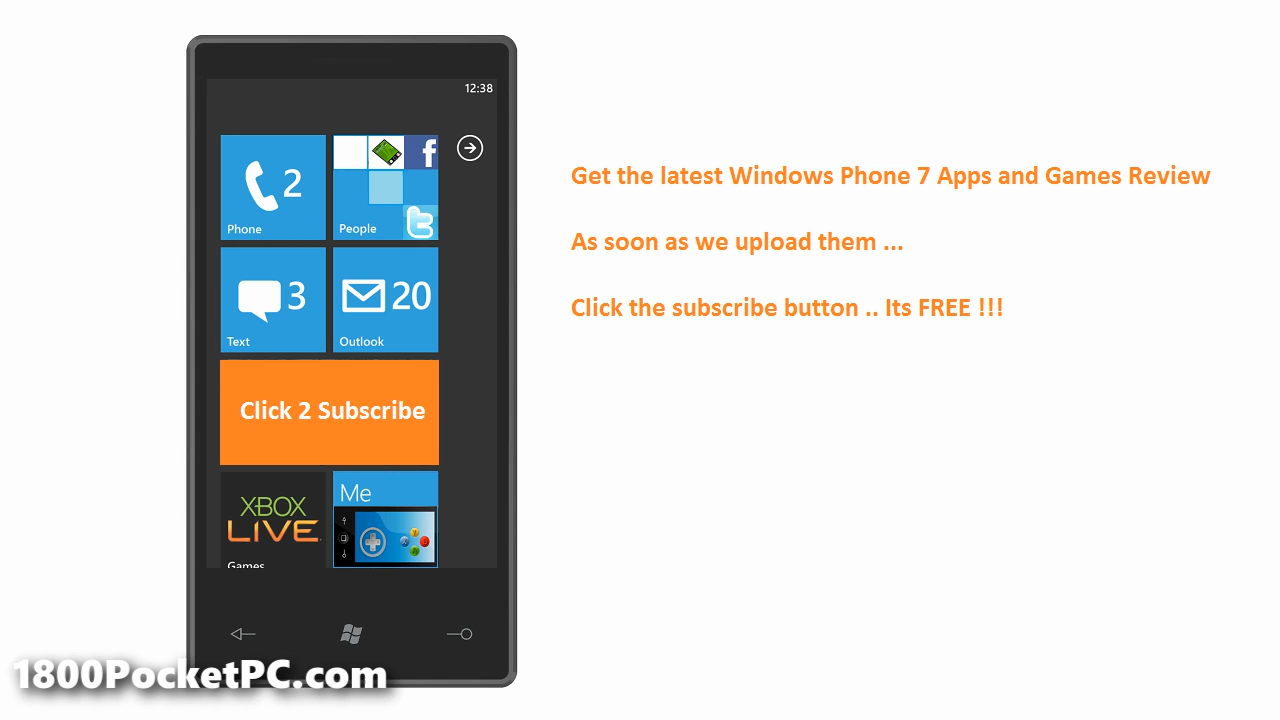 12:38
2
Phone
f
People
t
3
Text
20
Outlook
Click 2 Subscribe
XBOX
LIVE
Games
Me
Get the latest Windows Phone 7 Apps and Games Review
As soon as we upload them ...
Click the subscribe button .. Its FREE !!!
1800PocketPC.com